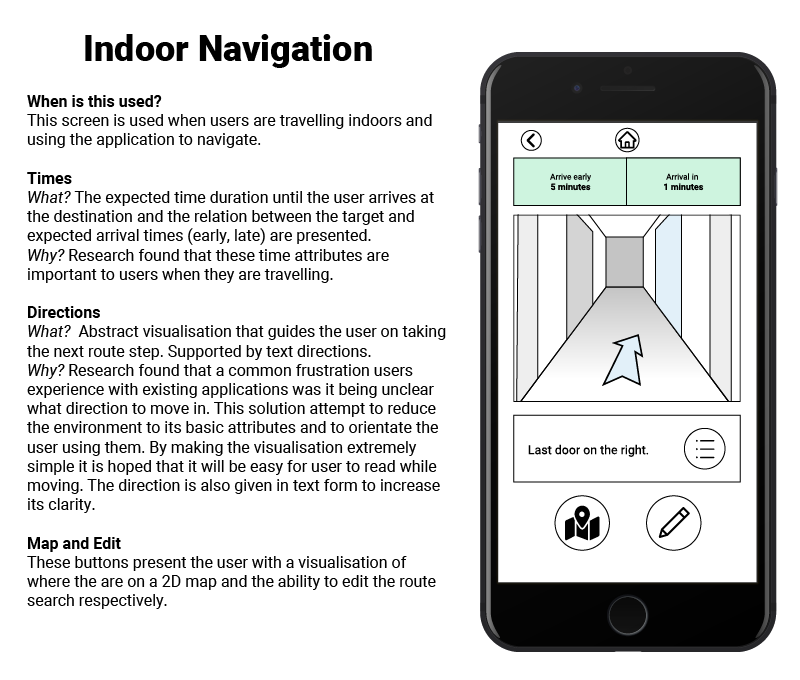 Indoor Navigation
When is this used?
This screen is used when users are travelling indoors and
using the application to navigate.
Times
What? The expected time duration until the user arrives at
the destination and the relation between the target and
expected arrival times (early, late) are presented.
Why? Research found that these time attributes are
important to users when they are travelling.
Directions
What? Abstract visualisation that guides the user on taking
the next route step. Supported by text directions.
Why? Research found that a common frustration users
experience with existing applications was it being unclear
what direction to move in. This solution attempt to reduce
the environment to its basic attributes and to orientate the
user using them. By making the visualisation extremely
simple it is hoped that it will be easy for user to read while
moving. The direction is also given in text form to increase
its clarity.
Map and Edit
These buttons present the user with a visualisation of
where the are on a 2D map and the ability to edit the route
search respectively.
Arrive early
5 minutes
Arrival in
1 minutes
Last door on the right.